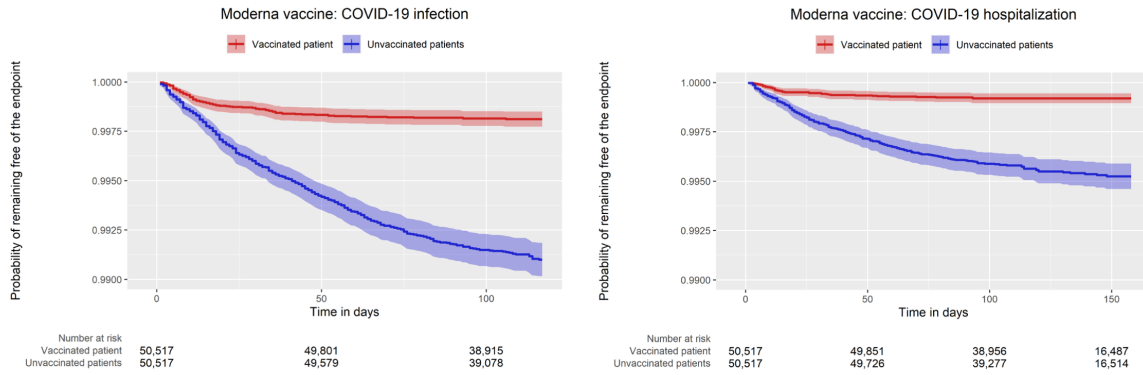 Moderna vaccine: COVID-19 infection
Vaccinated patient Unvaccinated patients
Probability of remaining free of the endpoint
1.0000
0.9975
0.9950
0.9925
0.9900
0 50 100
Time in days
Number at risk
Vaccinated patient 50,517 49,801 38,915
Unvaccinated patients 50,517 49,579 39,078
Moderna vaccine: COVID-19 hospitalization
Vaccinated patient Unvaccinated patients
Probability of remaining free of the endpoint
1.0000
0.9975
0.9950
0.9925
0.9900
0 50 100 150
Time in days
Number at risk
Vaccinated patient 50,517 49,851 38,956 16,487
Unvaccinated patients 50,517 49,726 39,277 16,514